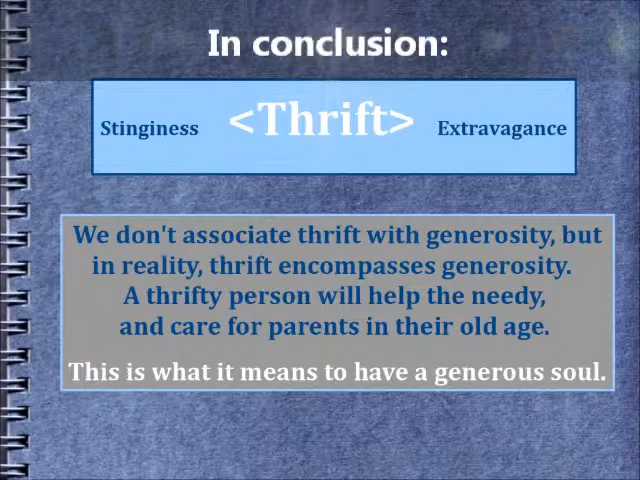 In conclusion:
Stinginess <Thrift> Extravagance
We don't associate thrift with generosity, but
in reality, thrift encompasses generosity.
A thrifty person will help the needy,
and care for parents in their old age.
This is what it means to have a generous soul.